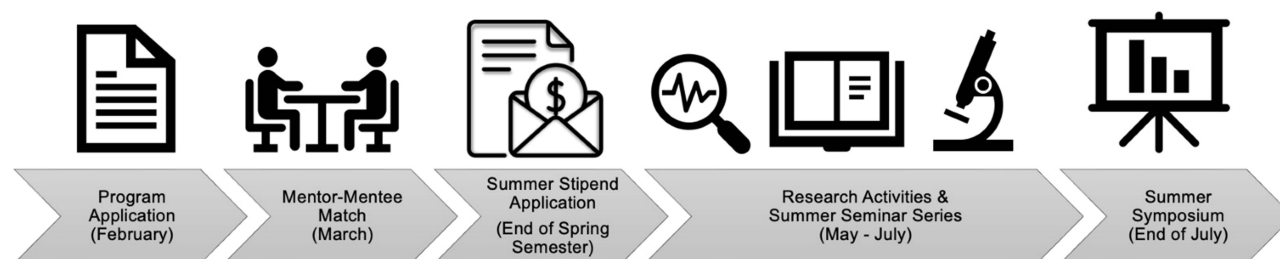 $
Program
Application
(February)
Mentor-Mentee
Match
(March)
Summer Stipend
Application
(End of Spring
Semester)
Research Activities &
Summer Seminar Series
(May - July)
Summer
Symposium
(End of July)